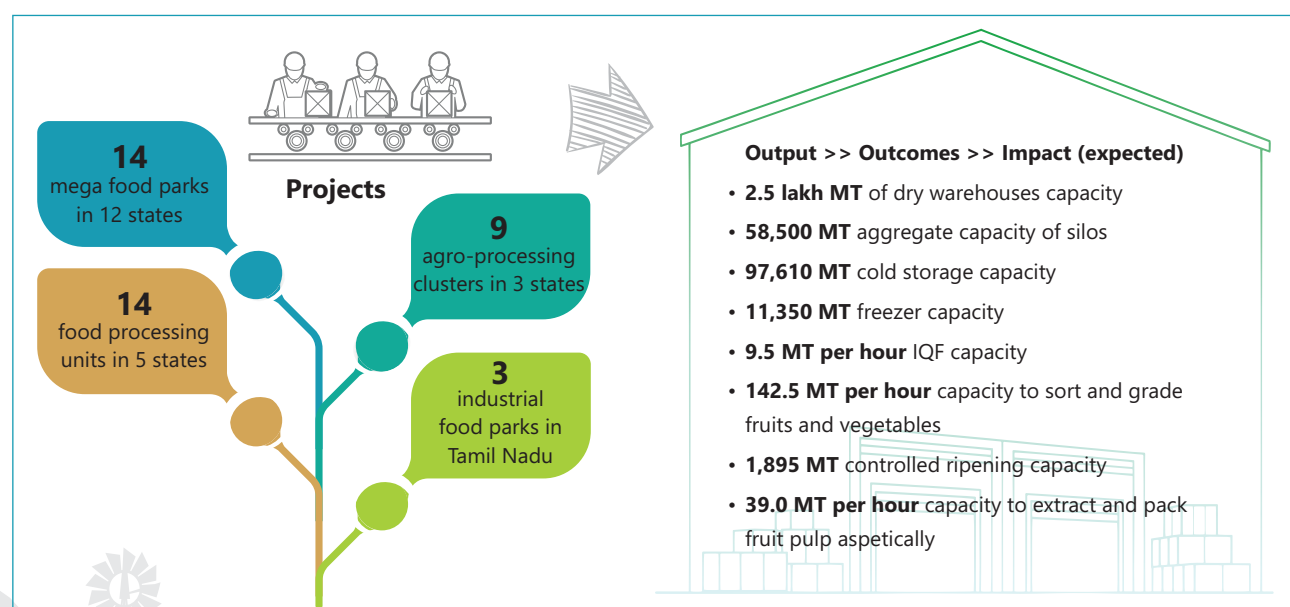 14
mega food parks
in 12 states
14
food processing
units in 5 states
Projects
9
agro-processing
clusters in 3 states
3
industrial
food parks in
Tamil Nadu
Output >> Outcomes >> Impact (expected)
• 2.5 lakh MT of dry warehouses capacity
• 58,500 MT aggregate capacity of silos
• 97,610 MT cold storage capacity
• 11,350 MT freezer capacity
• 9.5 MT per hour IQF capacity
• 142.5 MT per hour capacity to sort and grade
fruits and vegetables
• 1,895 MT controlled ripening capacity
• 39.0 MT per hour capacity to extract and pack
fruit pulp aspetically